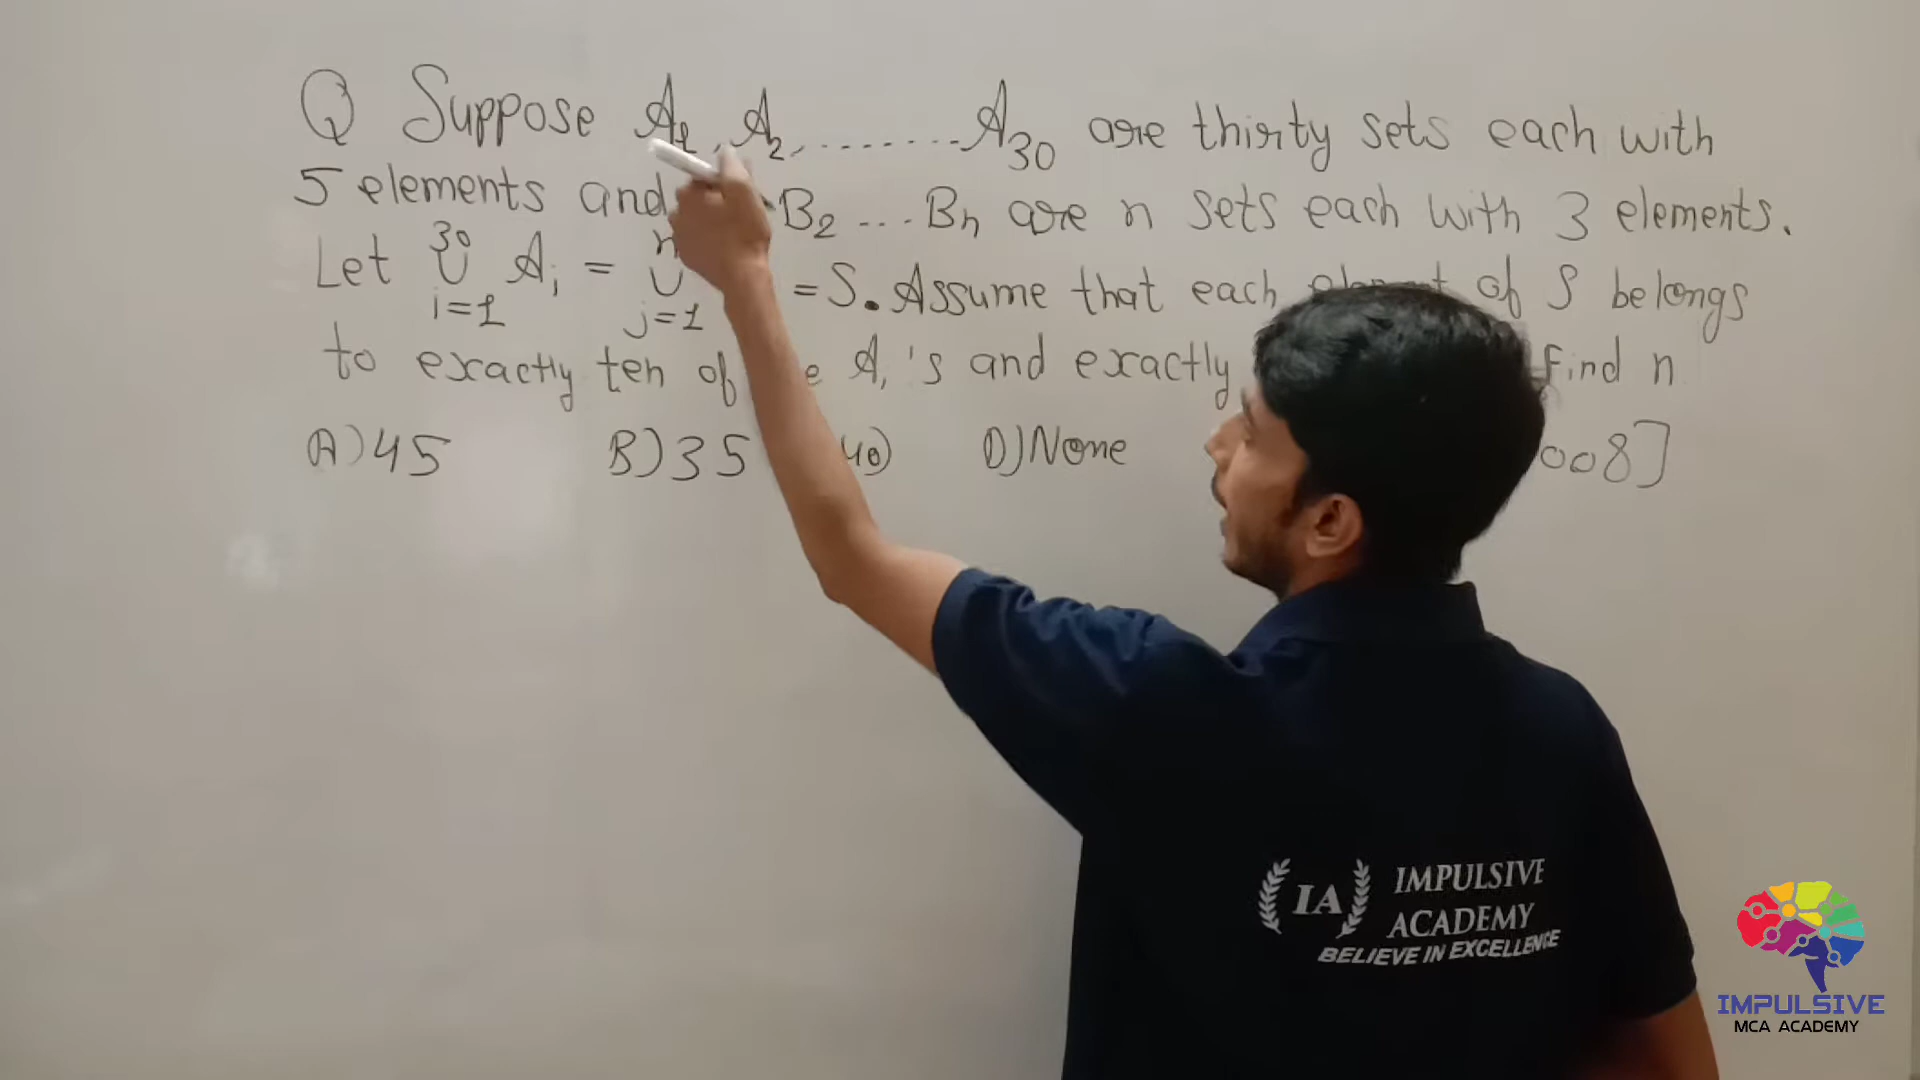 Q Suppose A1, A2, ........ A30 are thirty sets each with
5 elements and B2 ... Bn are n sets each with 3 elements.
Let 30 ∪ i=1 Ai = n ∪ j=1 = S. Assume that each element of S belongs
to exactly ten of A,'s and exactly Find n
A) 45 B) 35 40) D) None 008]
IA IMPULSIVE
ACADEMY
BELIEVE IN EXCELLENCE
IMPULSIVE
MCA ACADEMY